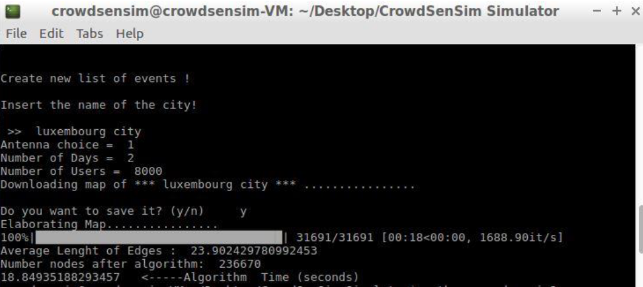 crowdsensim@crowdsensim-VM: ~/Desktop/CrowdSenSim Simulator
File Edit Tabs Help
Create new list of events !
Insert the name of the city!
>> luxembourg city
Antenna choice = 1
Number of Days = 2
Number of Users = 8000
Downloading map of *** luxembourg city *** ................
Do you want to save it? (y/n) y
Elaborating Map................
100%| | 31691/31691 [00:18<00:00, 1688.90it/s]
Average Lenght of Edges : 23.902429780992453
Number nodes after algorithm: 236670
18.84935188293457 <-----Algorithm Time (seconds)